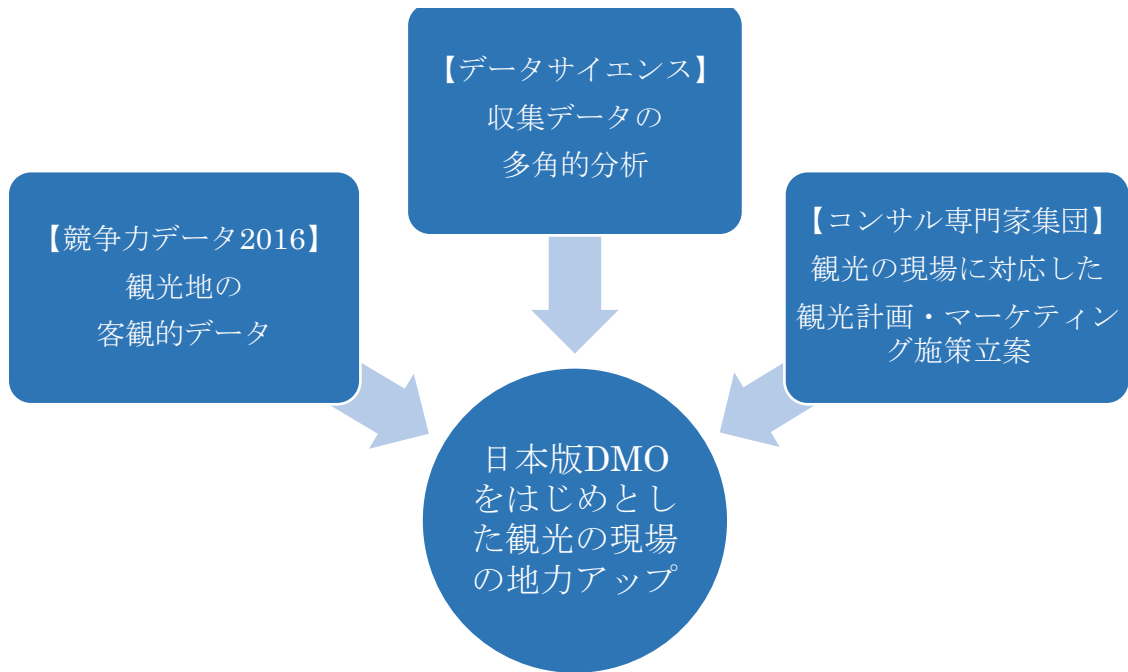 【データサイエンス】
収集データの
多角的分析
【競争力データ2016】
観光地の
客観的データ
【コンサル専門家集団】
観光の現場に対応した
観光計画・マーケティン
グ施策立案
日本版DMO
をはじめとし
た観光の現場
の地力アップ